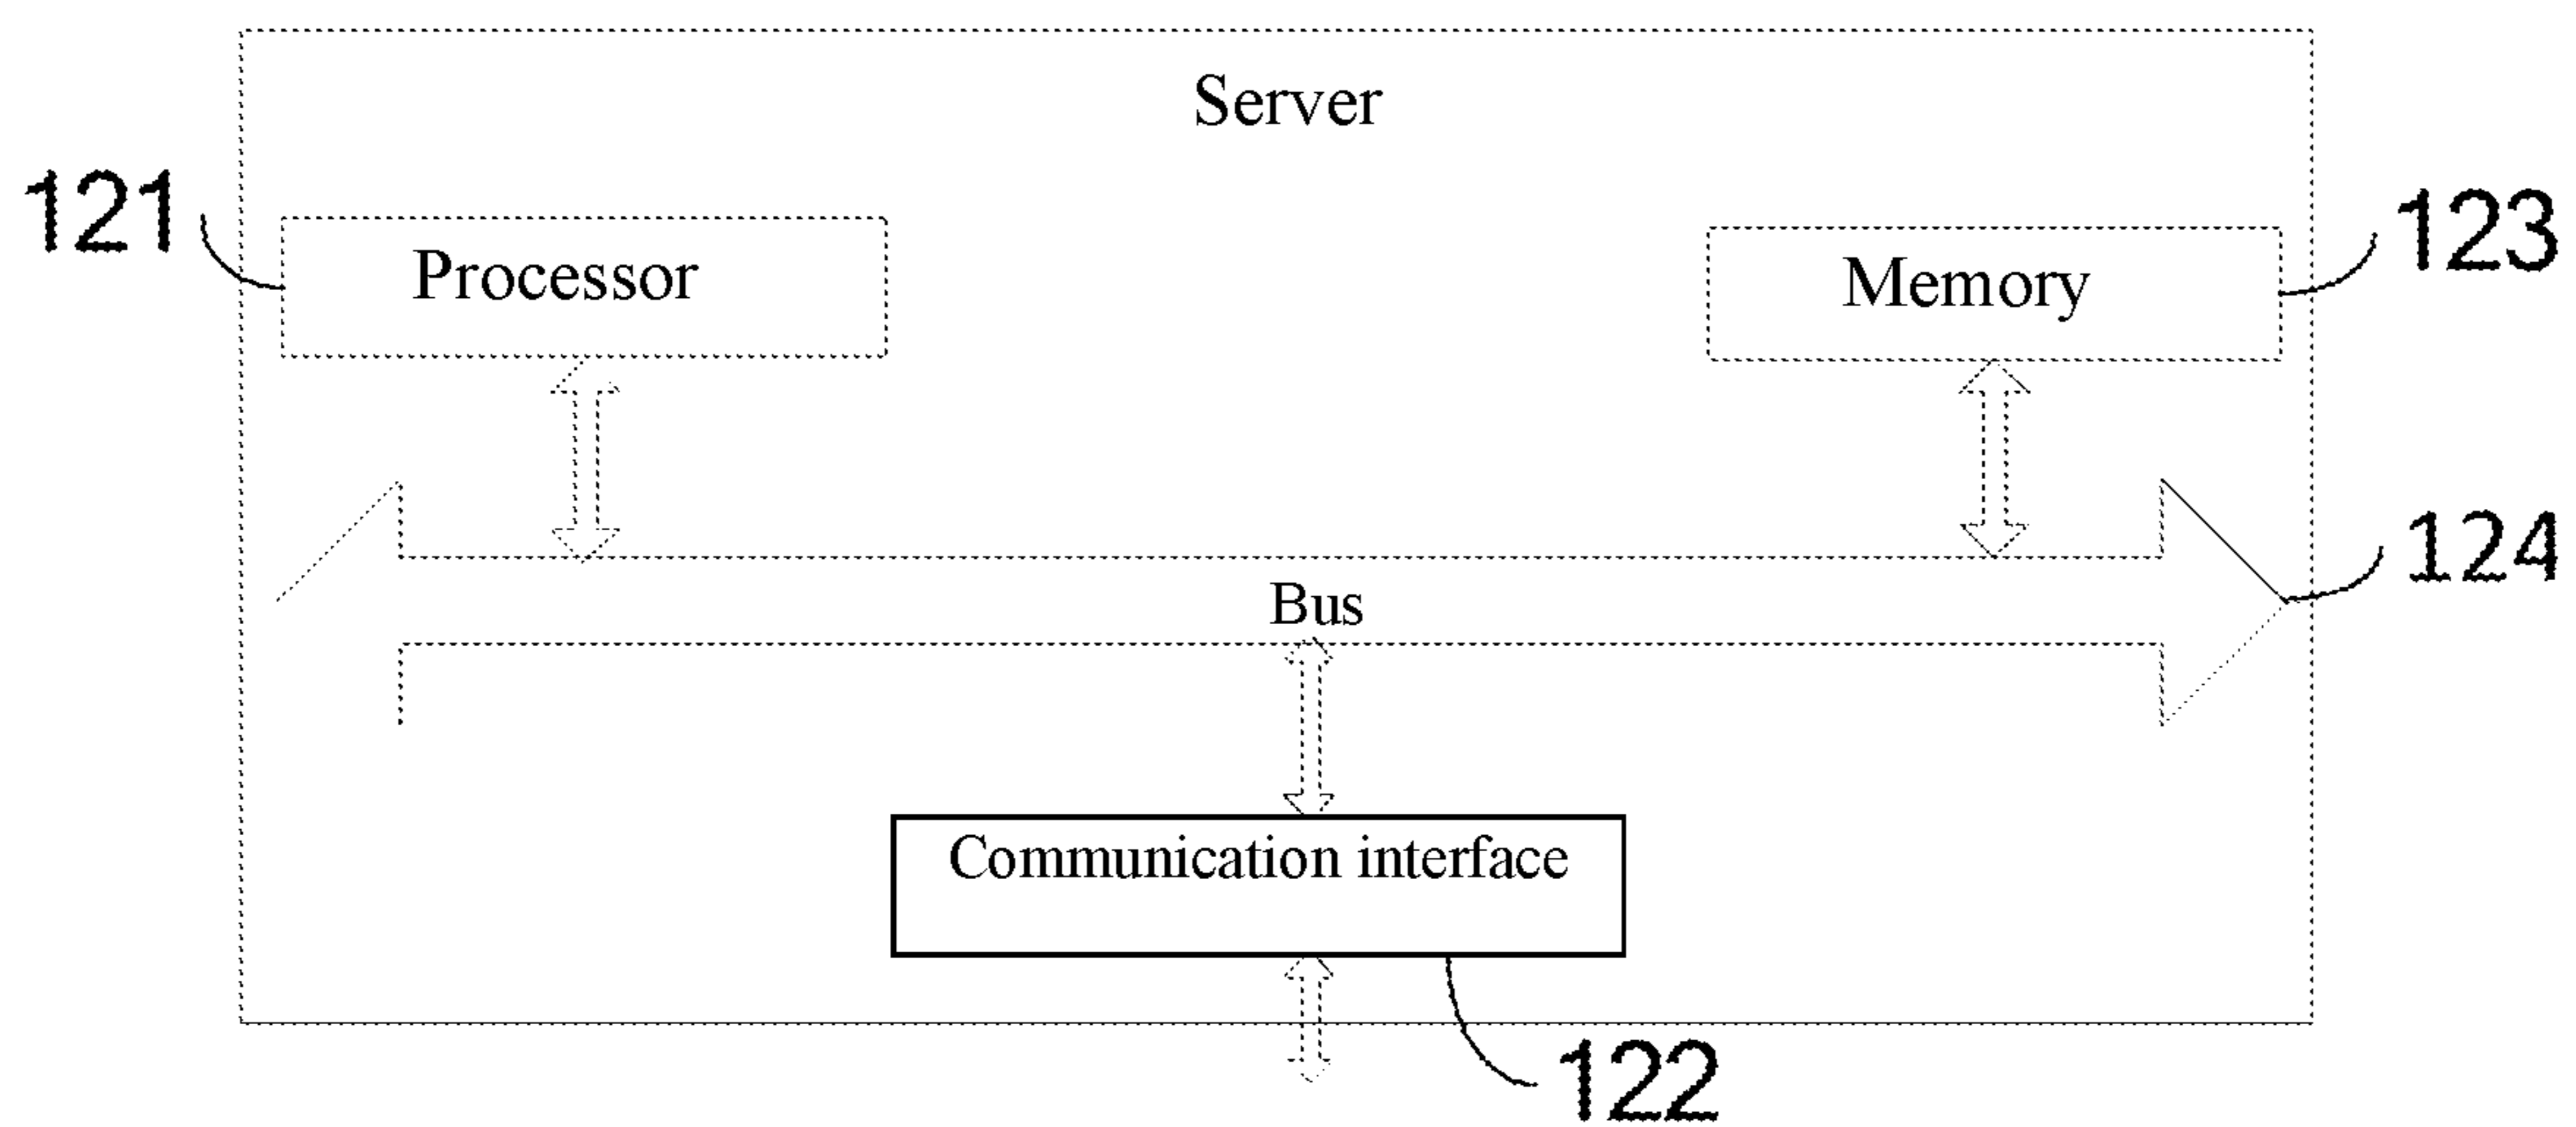 Server
121
Processor
Memory
123
124
Bus
Communication interface
122